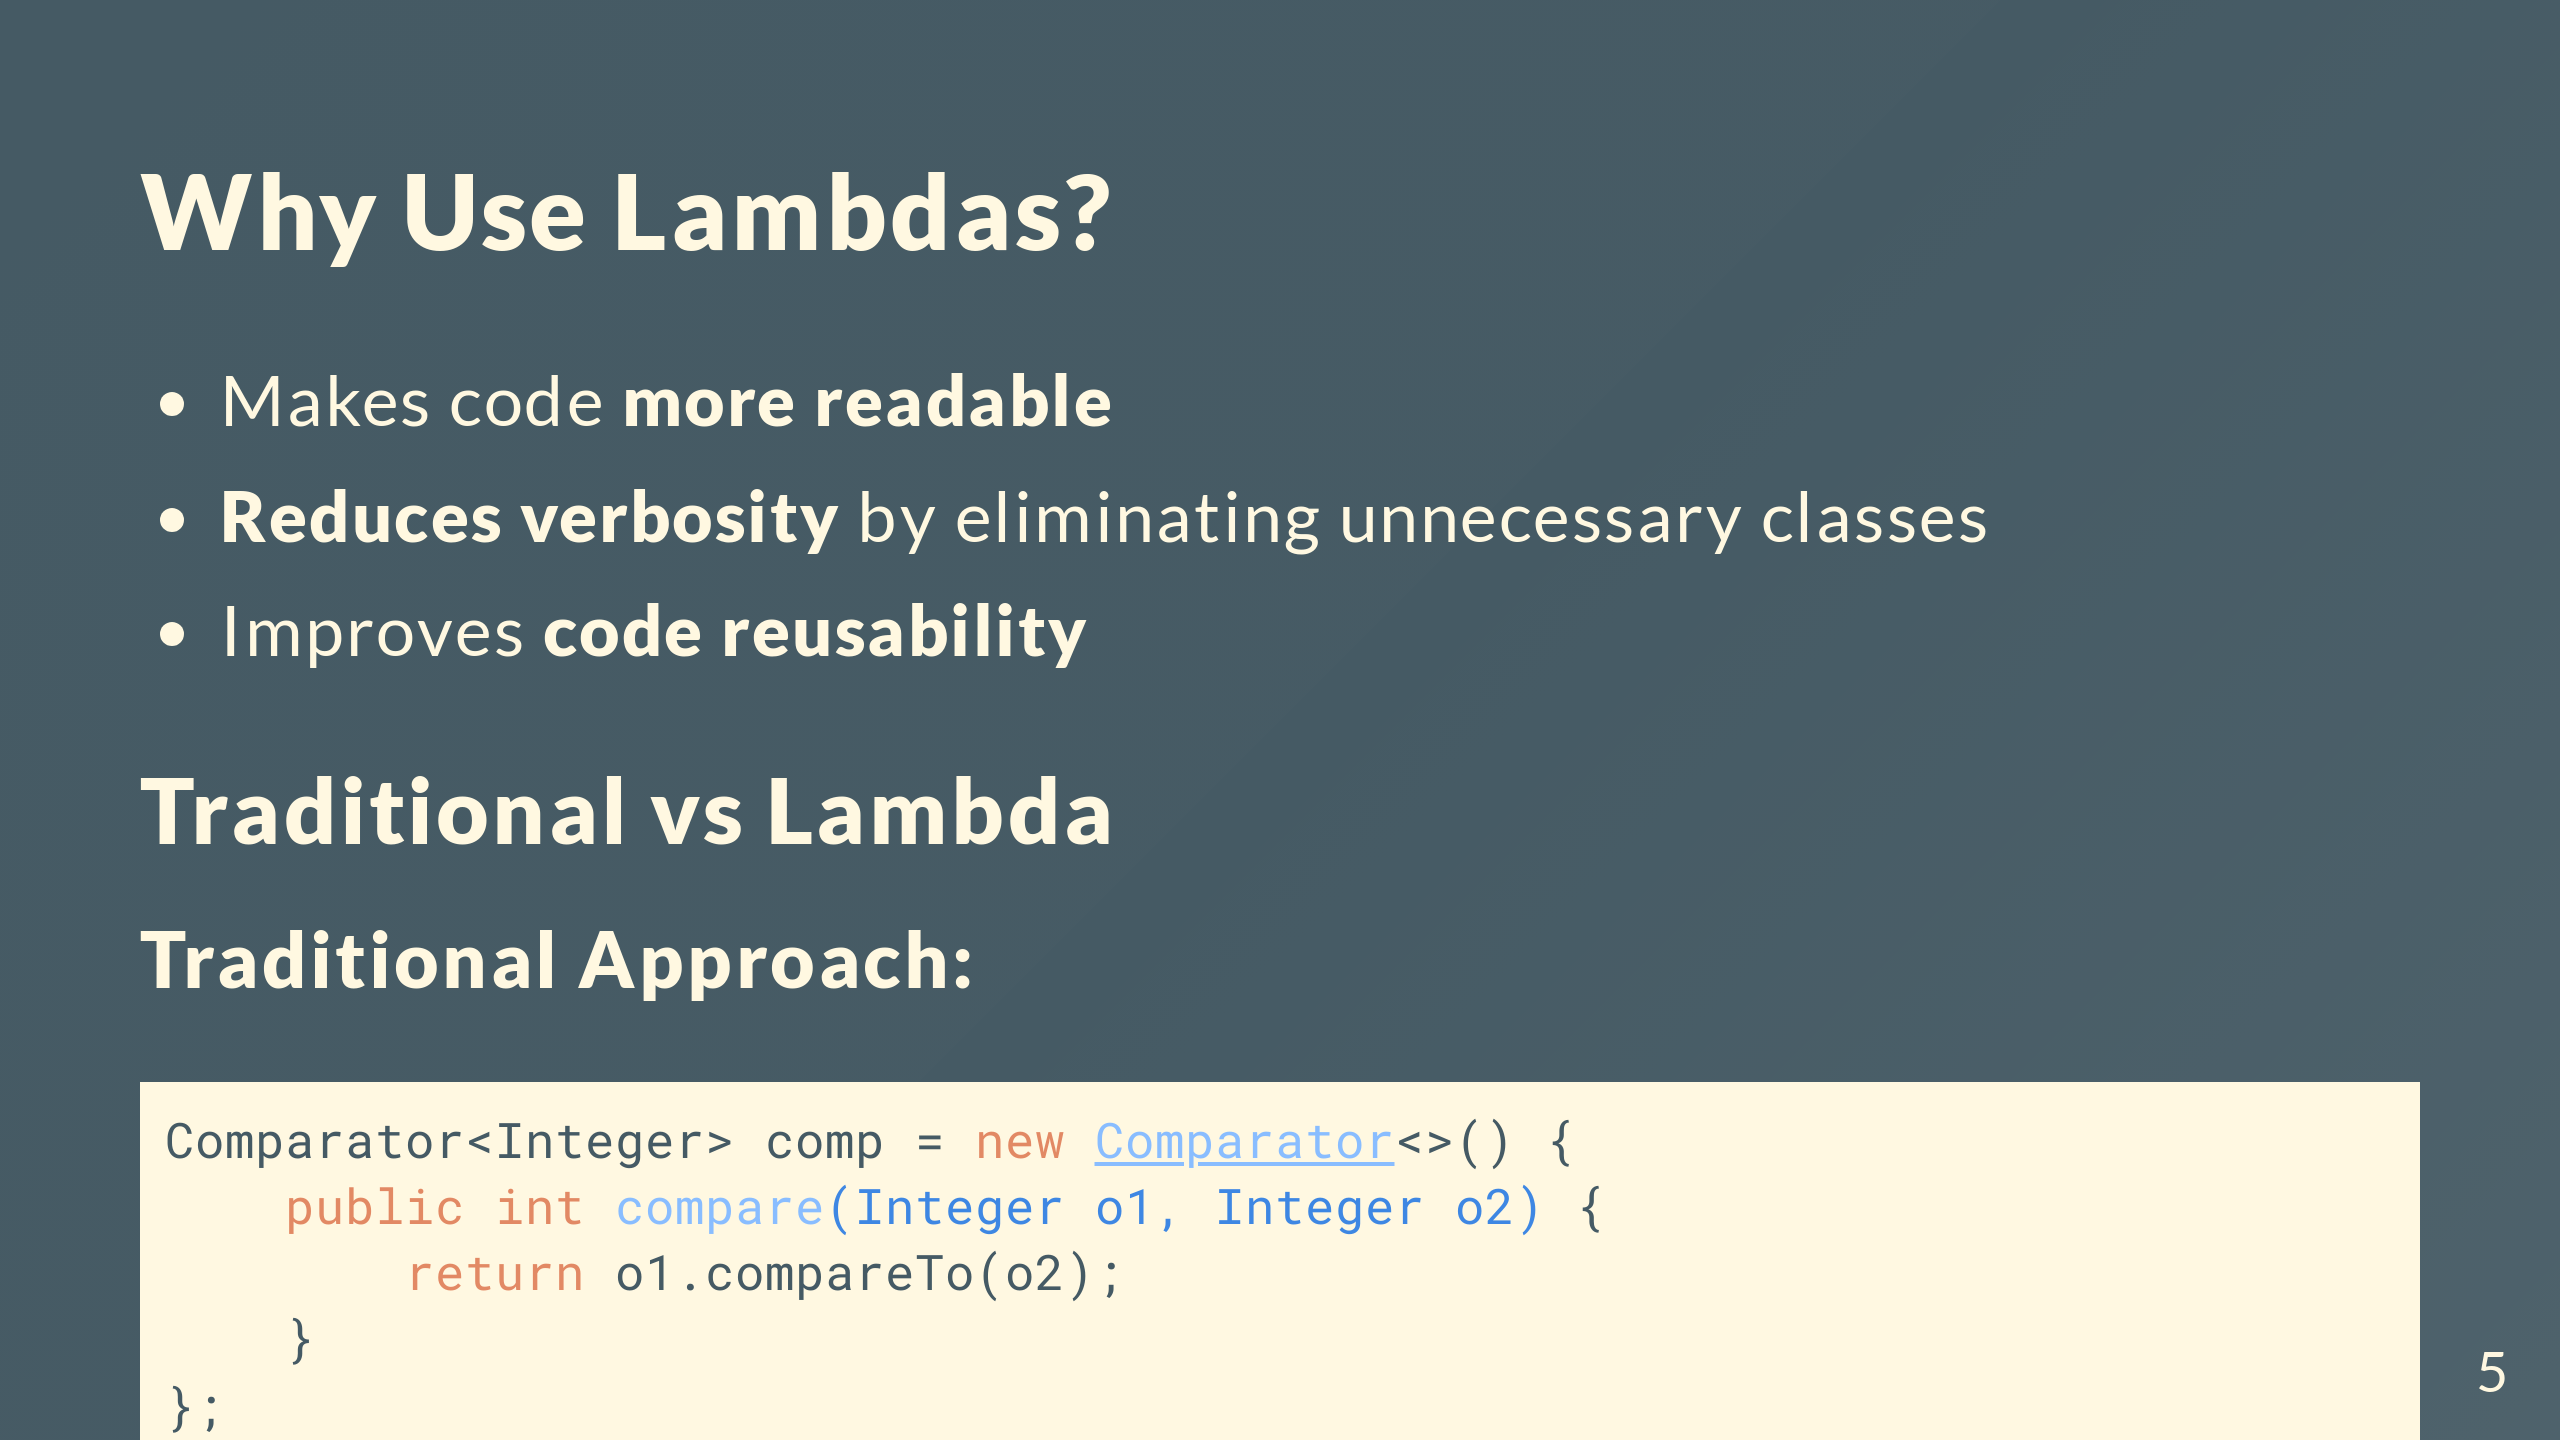 Why Use Lambdas?
• Makes code more readable
• Reduces verbosity by eliminating unnecessary classes
• Improves code reusability
Traditional vs Lambda
Traditional Approach:
Comparator<Integer> comp = new Comparator<>() {
    public int compare(Integer o1, Integer o2) {
        return o1.compareTo(o2);
    }
};
5